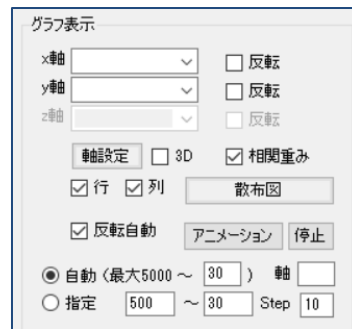 グラフ表示
x軸 反転
y軸 反転
z軸 反転
軸設定 3D 相関重み
行 列 散布図
反転自動 アニメーション 停止
自動 (最大5000 ~ 30 ) 軸
指定 500 ~ 30 Step 10